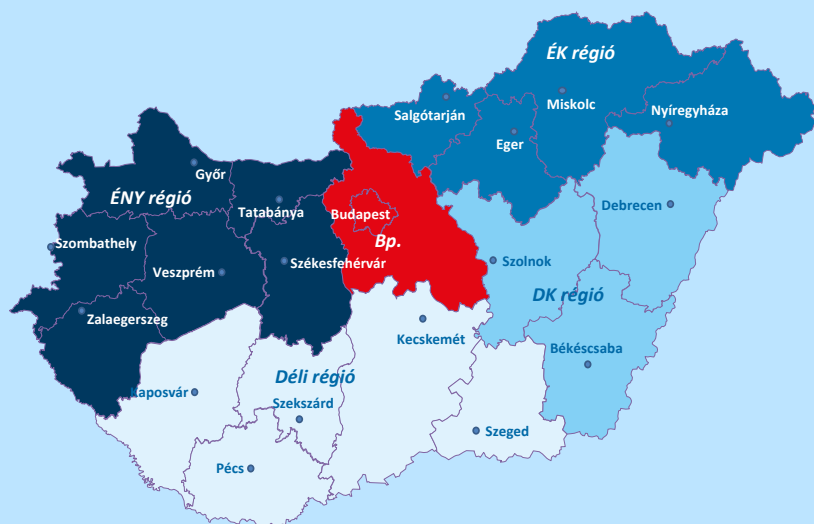 ÉK régió
Miskolc
Salgótarján
Nyíregyháza
Eger
Győr
ÉNY régió
Tatabánya
Budapest
Debrecen
Szombathely
Bp.
Veszprém
Székesfehérvár
Szolnok
DK régió
Zalaegerszeg
Kecskemét
Békéscsaba
Déli régió
Kaposvár
Szekszárd
Szeged
Pécs